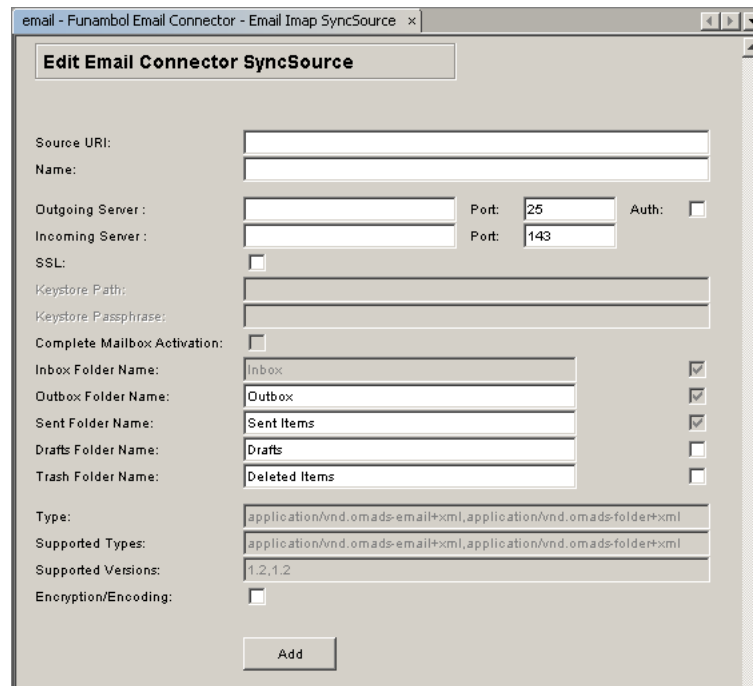 email - Funambol Email Connector - Email Imap SyncSource ×
Edit Email Connector SyncSource
Source URI:
Name:
Outgoing Server : Port: 25 Auth:
Incoming Server : Port: 143
SSL:
Keystore Path:
Keystore Passphrase:
Complete Mailbox Activation:
Inbox Folder Name: Inbox
Outbox Folder Name: Outbox
Sent Folder Name: Sent Items
Drafts Folder Name: Drafts
Trash Folder Name: Deleted Items
Type: application/vnd.omads-email+xml,application/vnd.omads-folder+xml
Supported Types: application/vnd.omads-email+xml,application/vnd.omads-folder+xml
Supported Versions: 1.2,1.2
Encryption/Encoding:
Add